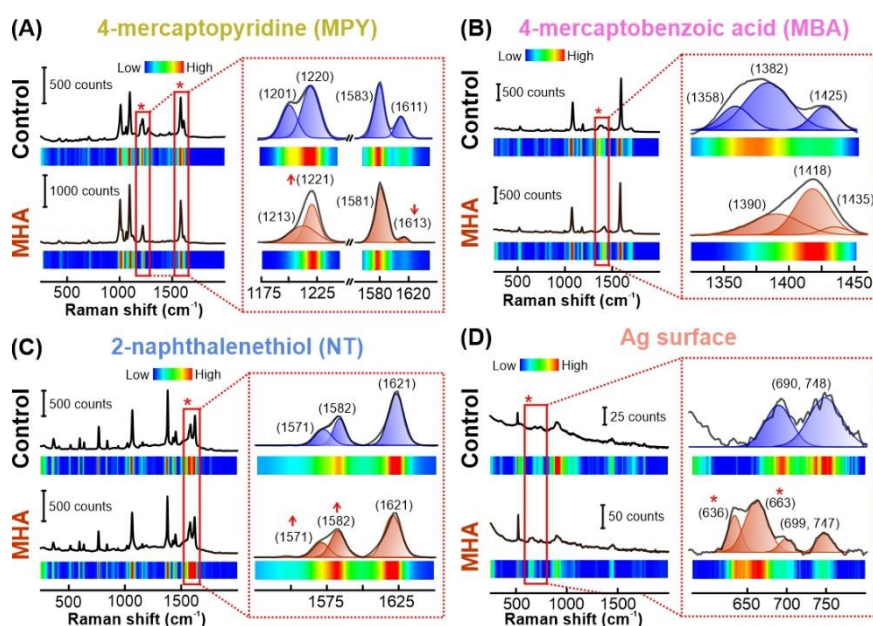 (A) 4-mercaptopyridine (MPY)
Low High
Control
500 counts
*
*
(1201)
(1220)
(1583)
(1611)
MHA
1000 counts
(1213)
(1221)
(1581)
(1613)
500 1000 1500
Raman shift (cm-1)
1175 1225 1580 1620
(B) 4-mercaptobenzoic acid (MBA)
Low High
Control
500 counts
*
(1358)
(1382)
(1425)
MHA
500 counts
(1390)
(1418)
(1435)
500 1000 1500
Raman shift (cm-1)
1350 1400 1450
(C) 2-naphthalenethiol (NT)
Low High
Control
500 counts
*
(1571)
(1582)
(1621)
MHA
500 counts
(1571)
(1582)
(1621)
500 1000 1500
Raman shift (cm-1)
1575 1625
(D) Ag surface
Low High
Control
25 counts
*
(690, 748)
MHA
50 counts
*
(636)
*
(663)
(699, 747)
500 1000 1500
Raman shift (cm-1)
650 700 750